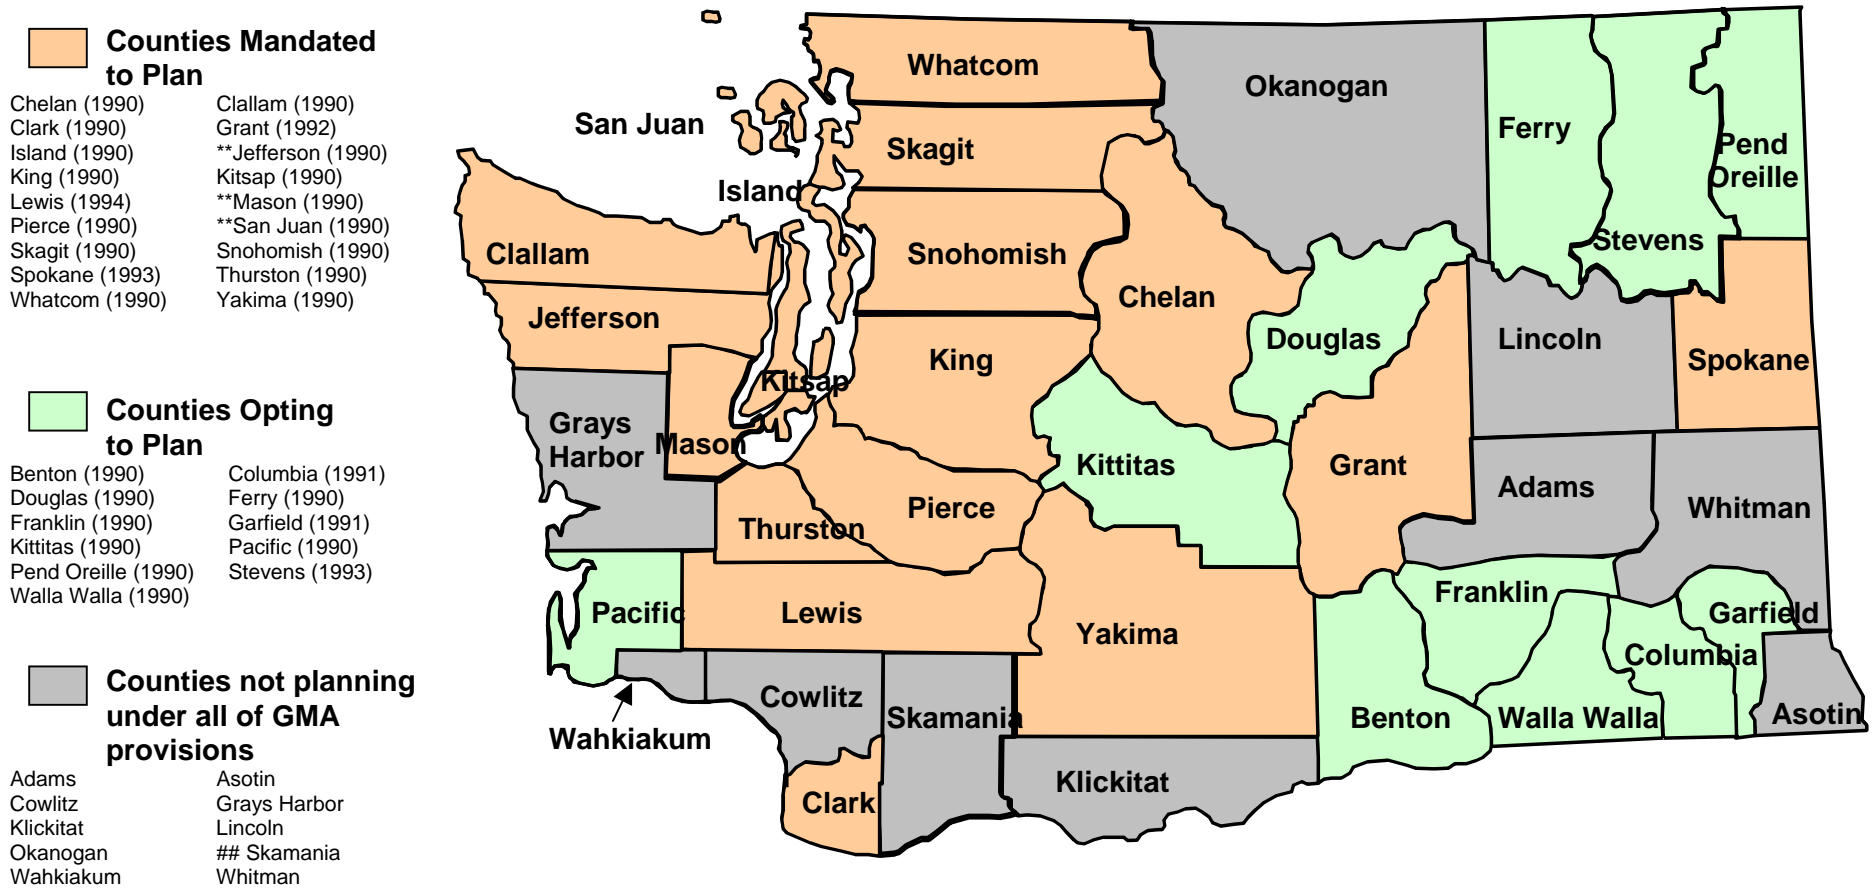 Counties Mandated
to Plan
Chelan (1990) Clallam (1990)
Clark (1990) Grant (1992)
Island (1990) **Jefferson (1990)
King (1990) Kitsap (1990)
Lewis (1994) **Mason (1990)
Pierce (1990) **San Juan (1990)
Skagit (1990) Snohomish (1990)
Spokane (1993) Thurston (1990)
Whatcom (1990) Yakima (1990)
Counties Opting
to Plan
Benton (1990) Columbia (1991)
Douglas (1990) Ferry (1990)
Franklin (1990) Garfield (1991)
Kittitas (1990) Pacific (1990)
Pend Oreille (1990) Stevens (1993)
Walla Walla (1990)
Counties not planning
under all of GMA
provisions
Adams Asotin
Cowlitz Grays Harbor
Klickitat Lincoln
Okanogan ## Skamania
Wahkiakum Whitman
Whatcom
Okanogan
San Juan
Skagit
Ferry
Pend
Oreille
Island
Stevens
Clallam
Snohomish
Chelan
Jefferson
Douglas
Lincoln
King
Spokane
Kitsap
Grays
Harbor
Mason
Kittitas
Grant
Adams
Pierce
Whitman
Thurston
Franklin
Pacific
Lewis
Yakima
Garfield
Columbia
Cowlitz
Skamania
Benton
Walla Walla
Asotin
Wahkiakum
Klickitat
Clark